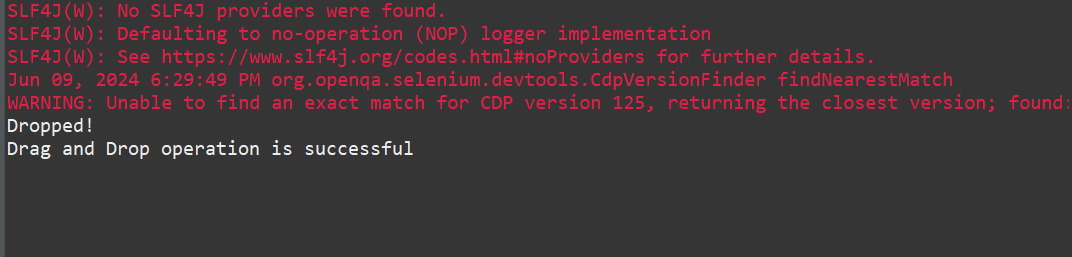 SLF4J(W): No SLF4J providers were found.
SLF4J(W): Defaulting to no-operation (NOP) logger implementation
SLF4J(W): See https://www.slf4j.org/codes.html#noProviders for further details.
Jun 09, 2024 6:29:49 PM org.openqa.selenium.devtools.CdpVersionFinder findNearestMatch
WARNING: Unable to find an exact match for CDP version 125, returning the closest version; found:
Dropped!
Drag and Drop operation is successful